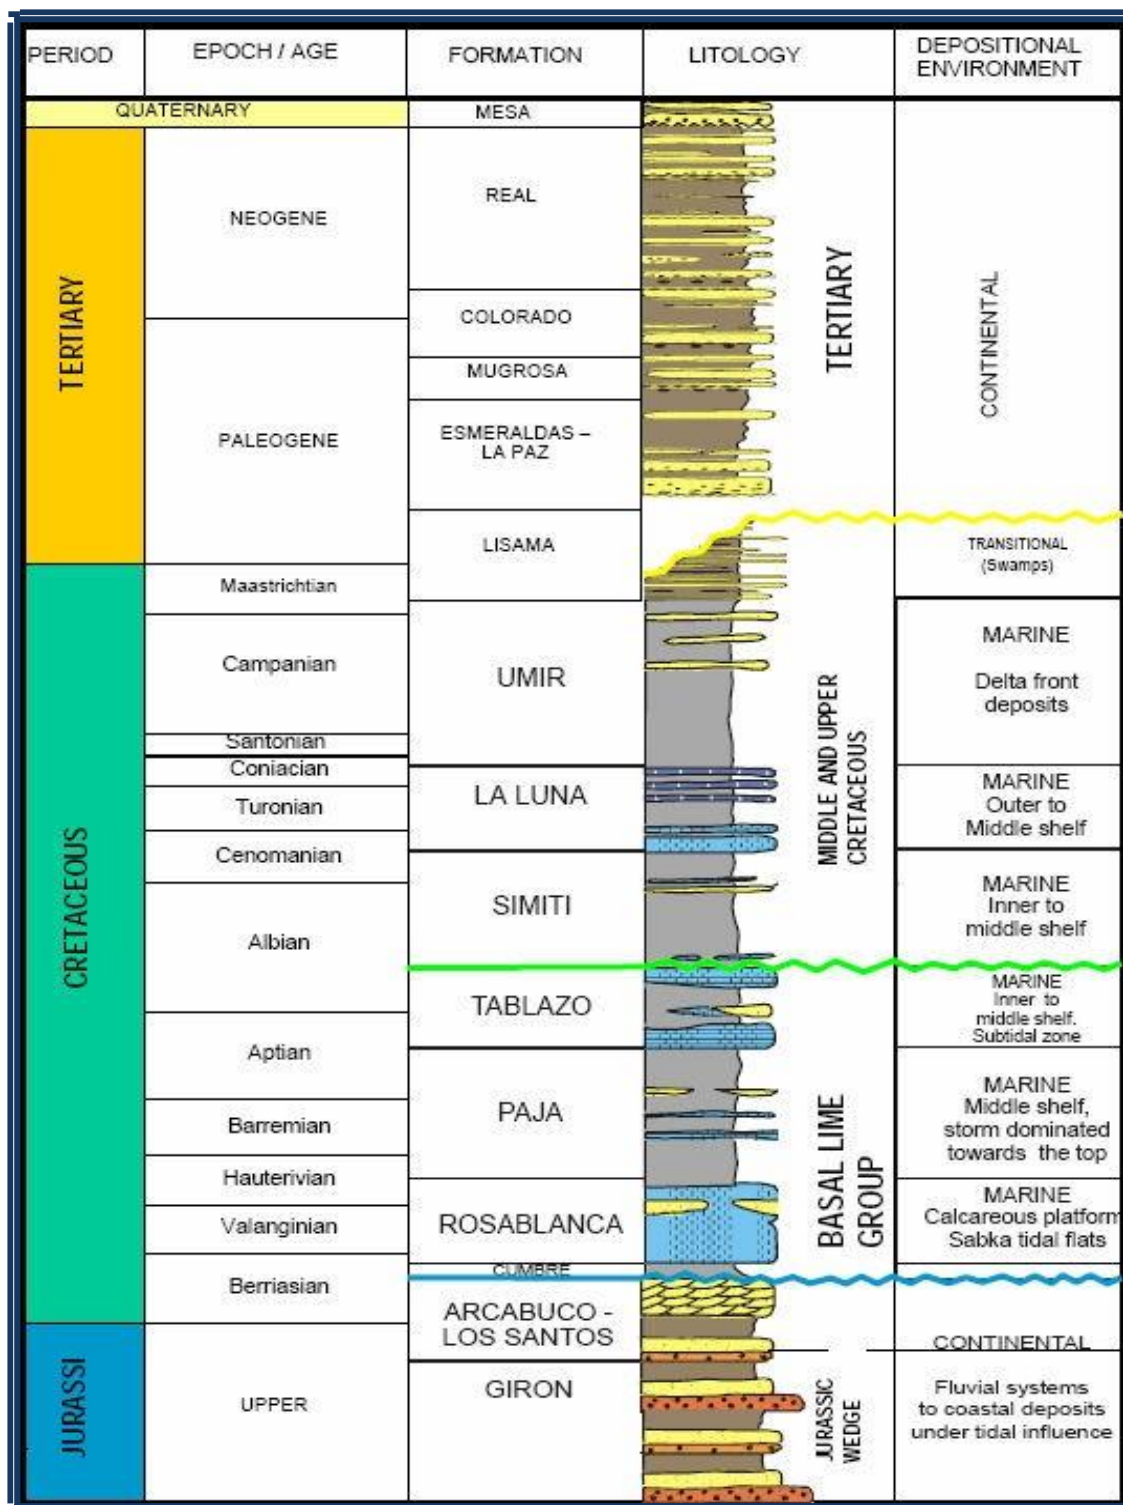 PERIOD
EPOCH / AGE
FORMATION
LITOLOGY
DEPOSITIONAL
ENVIRONMENT
QUATERNARY
MESA
TERTIARY
NEOGENE
REAL
TERTIARY
CONTINENTAL
COLORADO
PALEOGENE
MUGROSA
ESMERALDAS –
LA PAZ
LISAMA
TRANSITIONAL
(Swamps)
CRETACEOUS
Maastrichtian
Campanian
UMIR
MARINE
Delta front
deposits
MIDDLE AND UPPER
CRETACEOUS
Santonian
Coniacian
LA LUNA
MARINE
Outer to
Middle shelf
Turonian
Cenomanian
SIMITI
MARINE
Inner to
middle shelf
Albian
TABLAZO
MARINE
Inner to
middle shelf.
Subtidal zone
Aptian
PAJA
MARINE
Middle shelf,
storm dominated
towards the top
BASAL LIME
GROUP
Barremian
Hauterivian
ROSABLANCA
MARINE
Calcareous platform
Sabka tidal flats
Valanginian
CUMBRE
Berriasian
ARCABUCO -
LOS SANTOS
CONTINENTAL
JURASSI
UPPER
GIRON
JURASSIC
WEDGE
Fluvial systems
to coastal deposits
under tidal influence